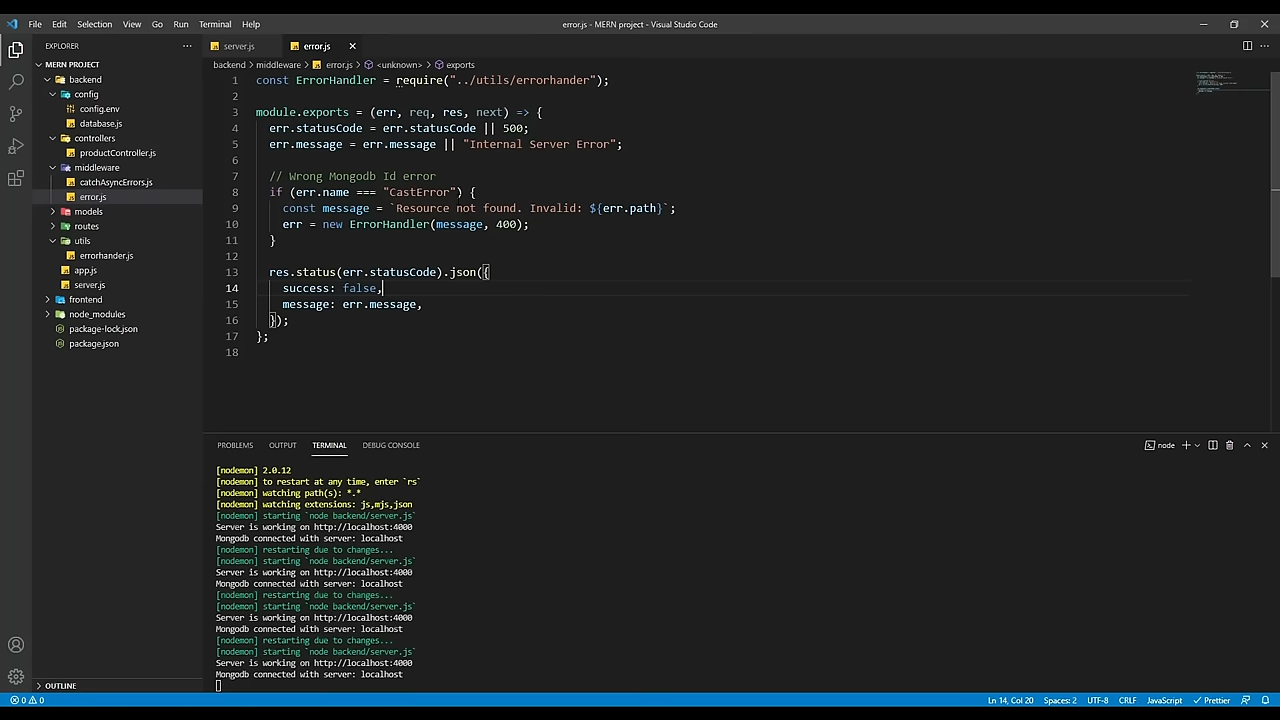 File Edit Selection View Go Run Terminal Help
error.js - MERN project - Visual Studio Code
EXPLORER
MERN PROJECT
backend
config
config.env
database.js
controllers
productController.js
middleware
catchAsyncErrors.js
error.js
models
routes
utils
errorhander.js
app.js
server.js
frontend
node_modules
package-lock.json
package.json
OUTLINE
server.js error.js
backend > middleware > error.js > <unknown> > exports
1 const ErrorHandler = require("../utils/errorhander");
2
3 module.exports = (err, req, res, next) => {
4 err.statusCode = err.statusCode || 500;
5 err.message = err.message || "Internal Server Error";
6
7 // Wrong Mongodb Id error
8 if (err.name === "CastError") {
9 const message = `Resource not found. Invalid: ${err.path}`;
10 err = new ErrorHandler(message, 400);
11 }
12
13 res.status(err.statusCode).json({
14 success: false,
15 message: err.message,
16 });
17 };
18
PROBLEMS OUTPUT TERMINAL DEBUG CONSOLE
node
[nodemon] 2.0.12
[nodemon] to restart at any time, enter `rs`
[nodemon] watching path(s): *.*
[nodemon] watching extensions: js,mjs,json
[nodemon] starting `node backend/server.js`
Server is working on http://localhost:4000
Mongodb connected with server: localhost
[nodemon] restarting due to changes...
[nodemon] starting `node backend/server.js`
Server is working on http://localhost:4000
Mongodb connected with server: localhost
[nodemon] restarting due to changes...
[nodemon] starting `node backend/server.js`
Server is working on http://localhost:4000
Mongodb connected with server: localhost
[nodemon] restarting due to changes...
[nodemon] starting `node backend/server.js`
Server is working on http://localhost:4000
Mongodb connected with server: localhost
0 0
Ln 14, Col 20 Spaces: 2 UTF-8 CRLF JavaScript Prettier